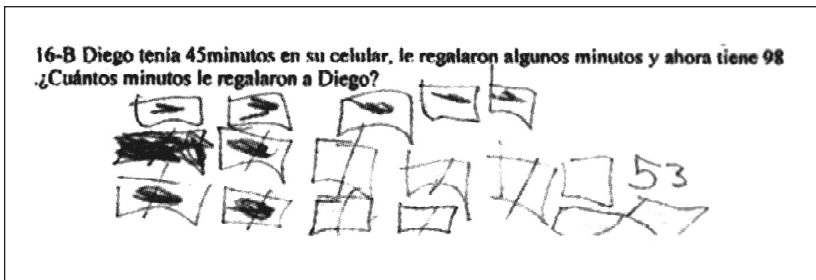 16-B Diego tenía 45minutos en su celular, le regalaron algunos minutos y ahora tiene 98
.¿Cuántos minutos le regalaron a Diego?
53